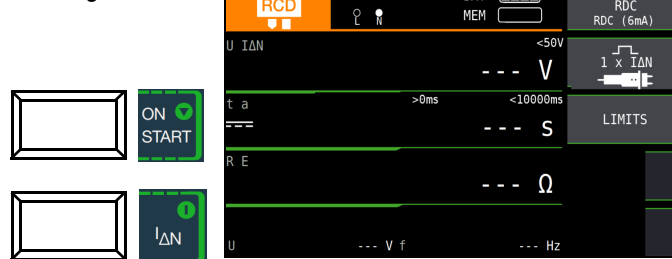 RCD
L N
MEM
RDC
RDC (6mA)
U IΔN
<50V
--- V
1 x IΔN
ON
START
t a
>0ms
<10000ms
--- s
LIMITS
R E
--- Ω
I
IΔN
U
--- V f
--- Hz